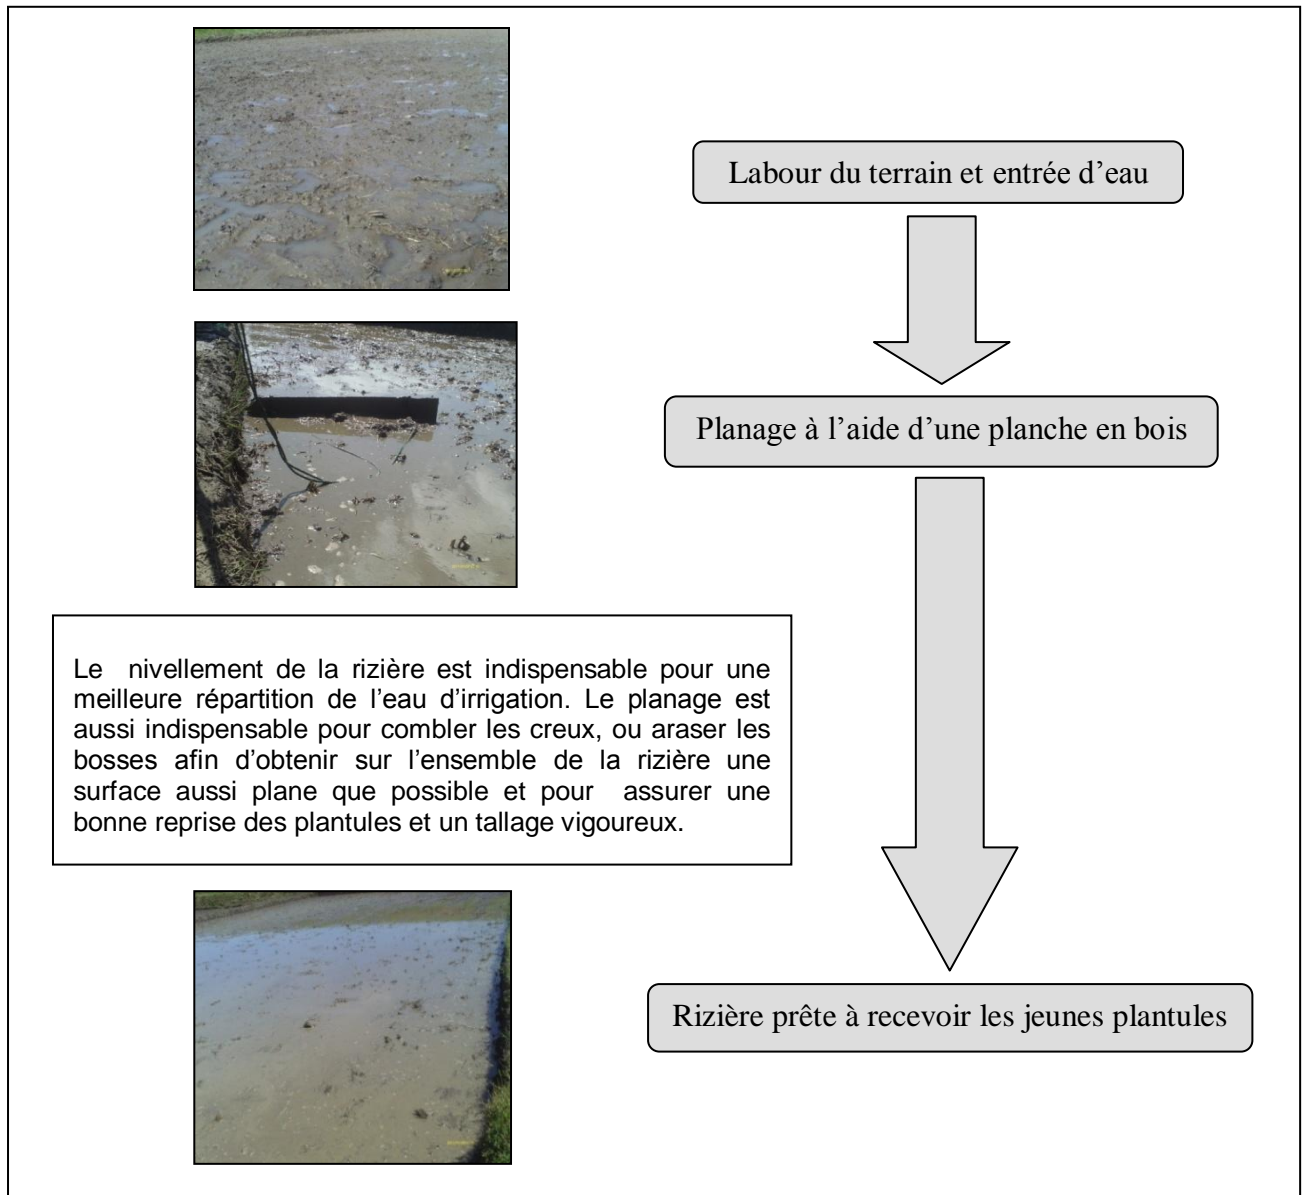 Labour du terrain et entrée d’eau
Planage à l’aide d’une planche en bois
Le nivellement de la rizière est indispensable pour une
meilleure répartition de l’eau d’irrigation. Le planage est
aussi indispensable pour combler les creux, ou araser les
bosses afin d’obtenir sur l’ensemble de la rizière une
surface aussi plane que possible et pour assurer une
bonne reprise des plantules et un tallage vigoureux.
Rizière prête à recevoir les jeunes plantules